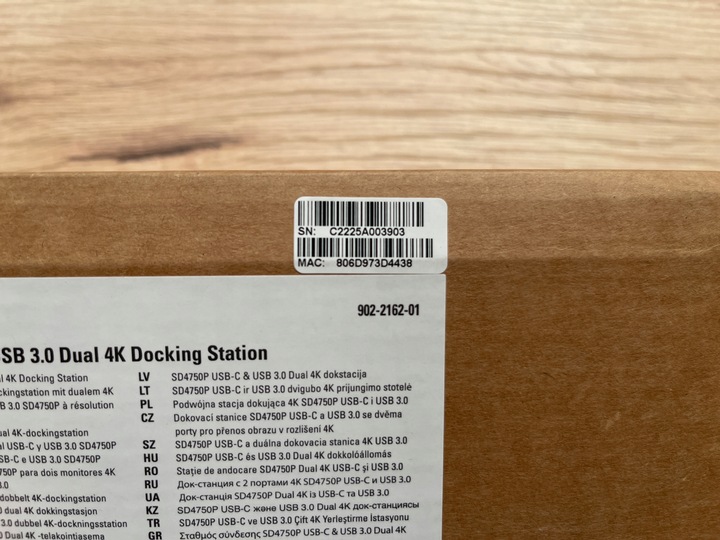 SN: C2225A003903
MAC: 806D973D4438
902-2162-01
SB 3.0 Dual 4K Docking Station
al 4K Docking Station
ckingstation mit dualem 4K
B 3.0 SD4750P à résolution
ual 4K-dockingstation
al USB-C y USB 3.0 SD4750P
SB-C e USB 3.0 SD4750P
4750P para dois monitores 4K
3.0
dobbelt 4K-dockingstation
0 dual 4K dokkingstasjon
3.0 dubbel 4K-dockningsstation
0 Dual 4K -telakointiasema
LV SD4750P USB-C & USB 3.0 Dual 4K dokstacija
LT SD4750P USB-C ir USB 3.0 dvigubo 4K prijungimo stotelė
PL Podwójna stacja dokująca 4K SD4750P USB-C i USB 3.0
CZ Dokovací stanice SD4750P USB-C a USB 3.0 se dvěma
porty pro přenos obrazu v rozlišení 4K
SZ SD4750P USB-C a duálna dokovacia stanica 4K USB 3.0
HU SD4750P USB-C és USB 3.0 Dual 4K dokkolóállomás
RO Stație de andocare SD4750P Dual 4K USB-C și USB 3.0
RU Док-станция с 2 портами 4K SD4750P USB-C и USB 3.0
UA Док-станція SD4750P Dual 4K із USB-C та USB 3.0
KZ SD4750P USB-C және USB 3.0 Dual 4K док-станциясы
TR SD4750P USB-C ve USB 3.0 Çift 4K Yerleştirme İstasyonu
GR Σταθμός σύνδεσης SD4750P USB-C & USB 3.0 Dual 4K